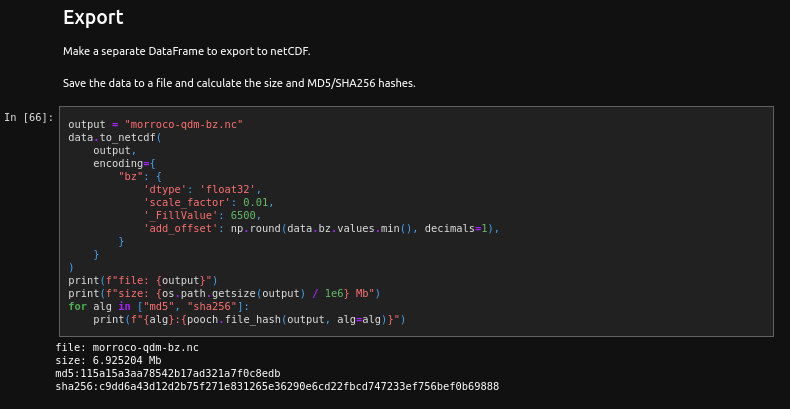 Export
Make a separate DataFrame to export to netCDF.
Save the data to a file and calculate the size and MD5/SHA256 hashes.
In [66]:
output = "morroco-qdm-bz.nc"
data.to_netcdf(
    output,
    encoding={
        "bz": {
            'dtype': 'float32',
            'scale_factor': 0.01,
            '_FillValue': 6500,
            'add_offset': np.round(data.bz.values.min(), decimals=1),
        }
    }
)
print(f"file: {output}")
print(f"size: {os.path.getsize(output) / 1e6} Mb")
for alg in ["md5", "sha256"]:
    print(f"{alg}:{pooch.file_hash(output, alg=alg)}")
file: morroco-qdm-bz.nc
size: 6.925204 Mb
md5:115a15a3aa78542b17ad321a7f0c8edb
sha256:c9dd6a43d12d2b75f271e831265e36290e6cd22fbcd747233ef756bef0b69888